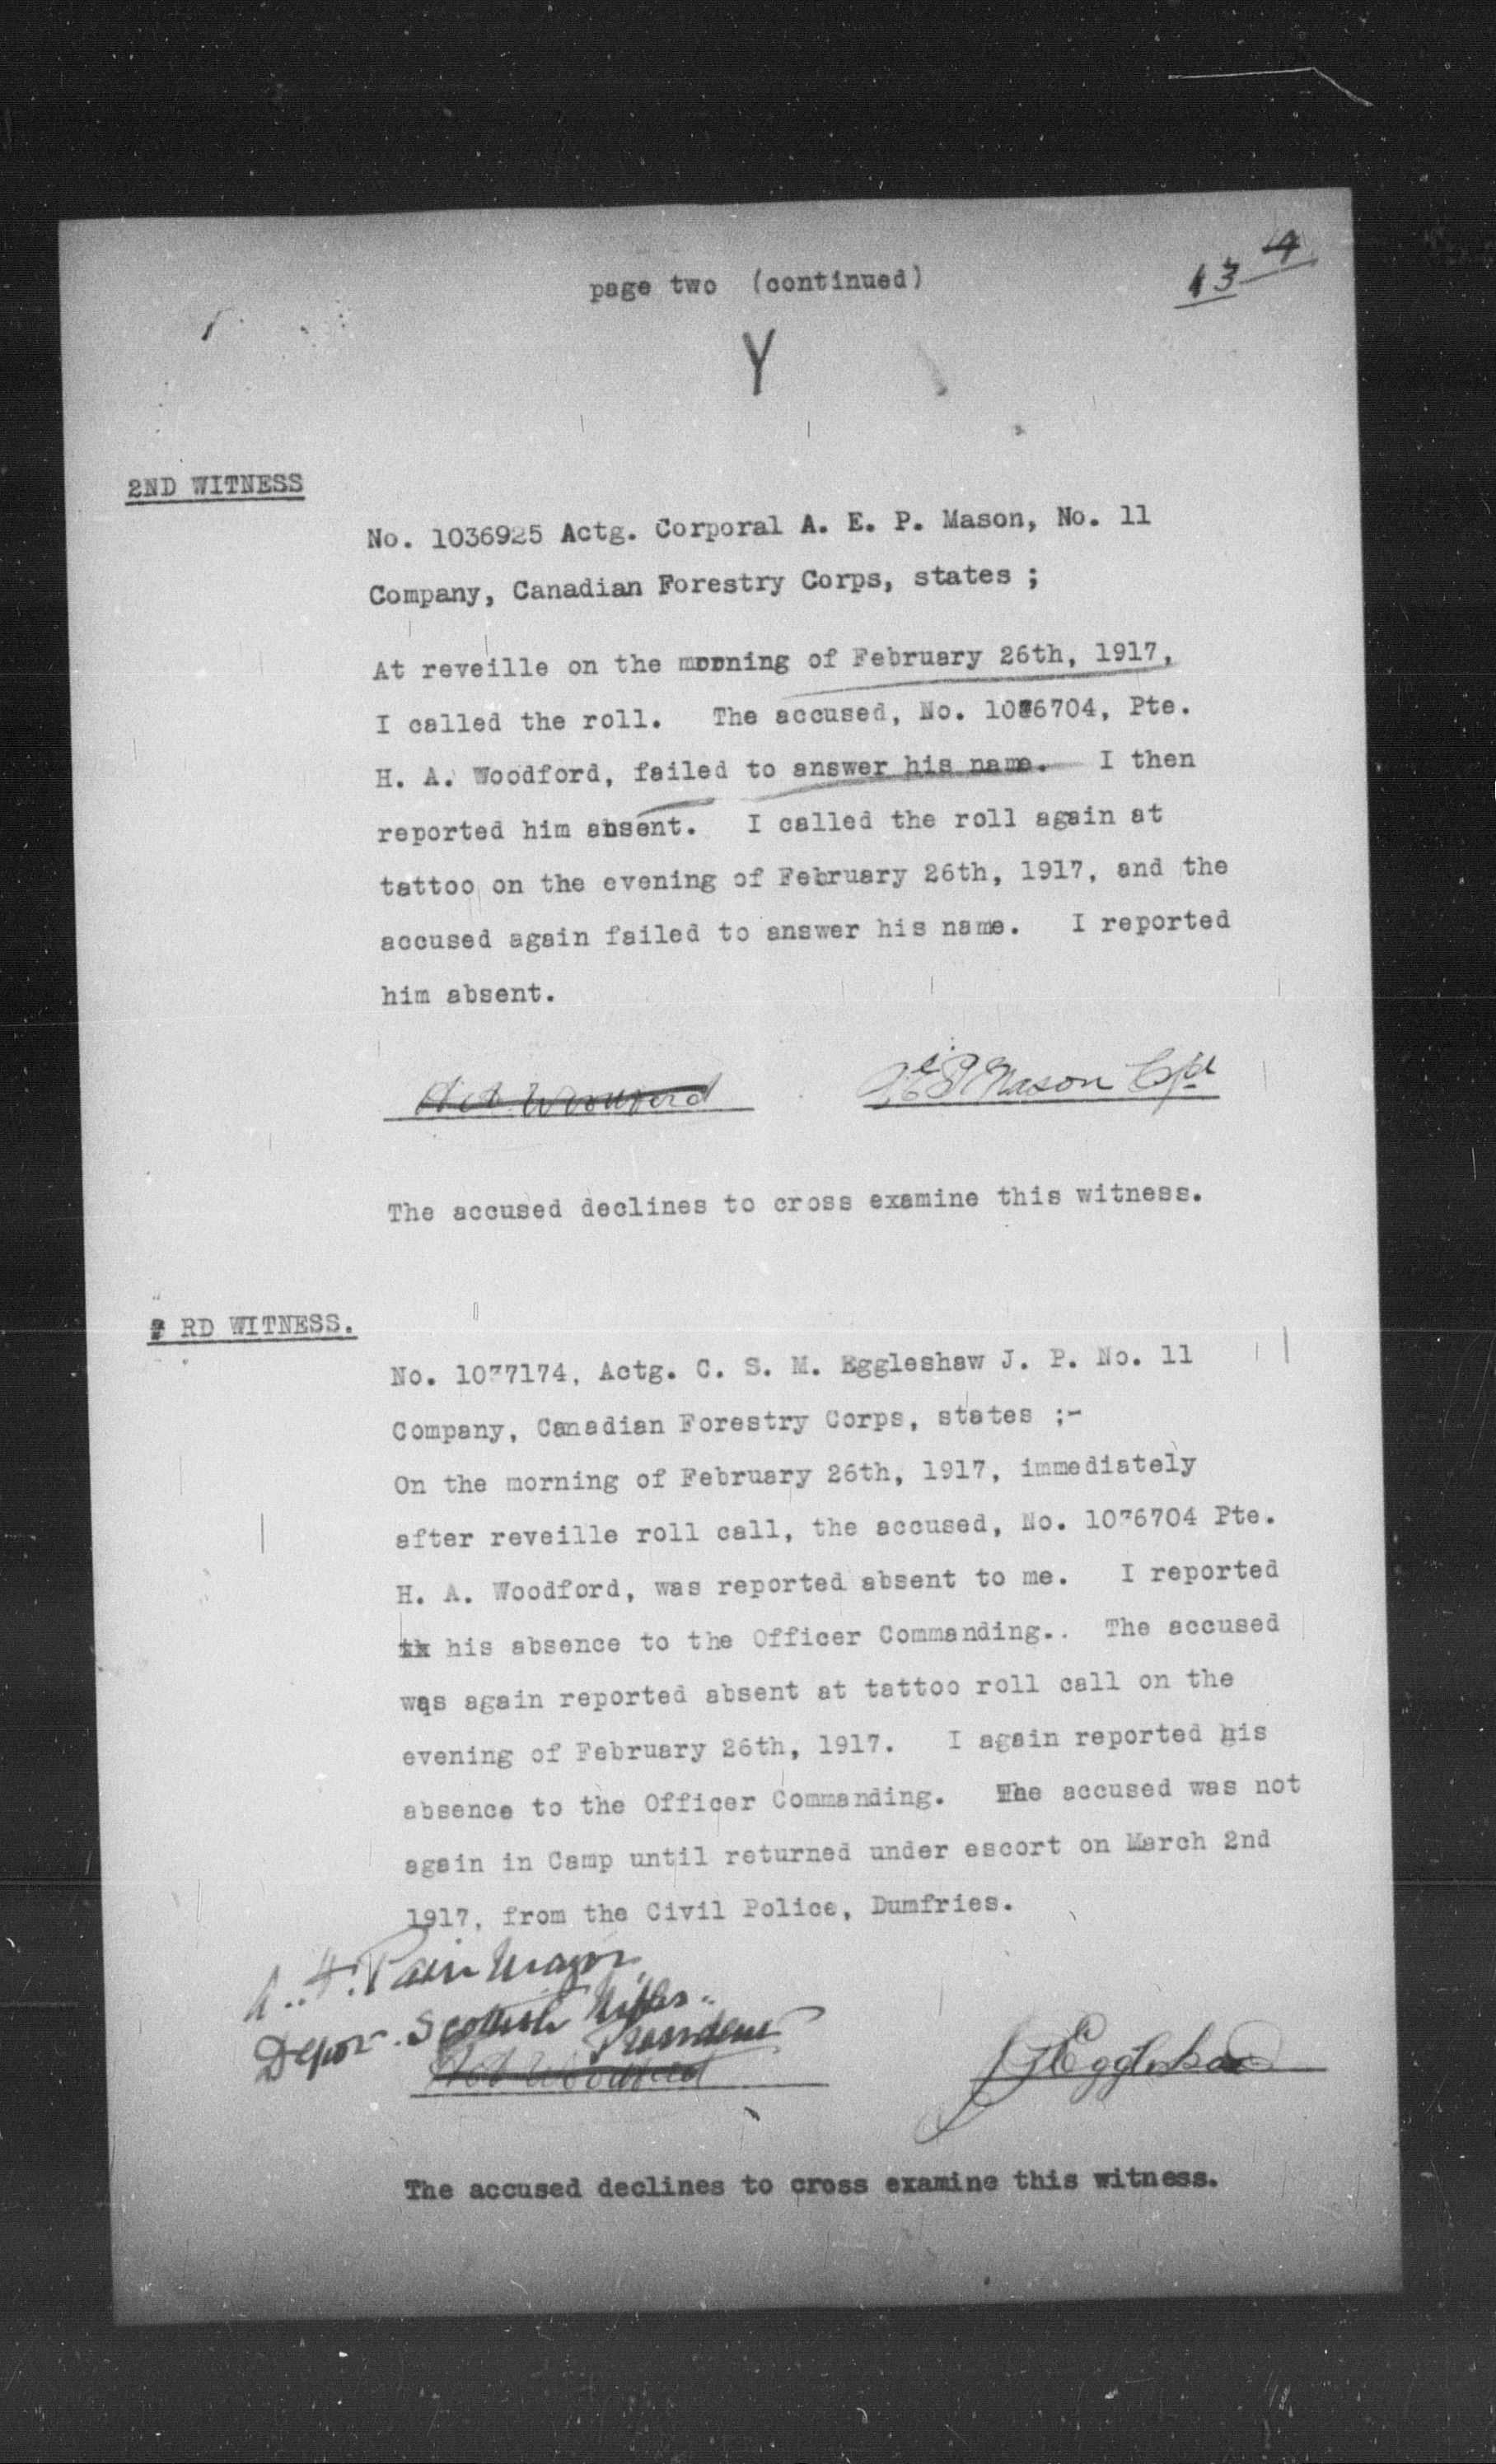 page two (continued)
13 4
Y
2ND WITNESS
No. 1036925 Actg. Corporal A. E. P. Mason, No. 11
Company, Canadian Forestry Corps, states ;
At reveille on the morning of February 26th, 1917,
I called the roll. The accused, No. 1036704, Pte.
H. A. Woodford, failed to answer his name. I then
reported him absent. I called the roll again at
tattoo on the evening of February 26th, 1917, and the
accused again failed to answer his name. I reported
him absent.
H A Woodford
A E P Mason Cpl
The accused declines to cross examine this witness.
3 RD WITNESS.
No. 1037174, Actg. C. S. M. Eggleshaw J. P. No. 11
Company, Canadian Forestry Corps, states ;-
On the morning of February 26th, 1917, immediately
after reveille roll call, the accused, No. 1036704 Pte.
H. A. Woodford, was reported absent to me. I reported
his absence to the Officer Commanding.. The accused
was again reported absent at tattoo roll call on the
evening of February 26th, 1917. I again reported his
absence to the Officer Commanding. The accused was not
again in Camp until returned under escort on March 2nd
1917, from the Civil Police, Dumfries.
Major
Depot Scottish Rifles
President
H A Woodford
J P Eggleshaw
The accused declines to cross examine this witness.